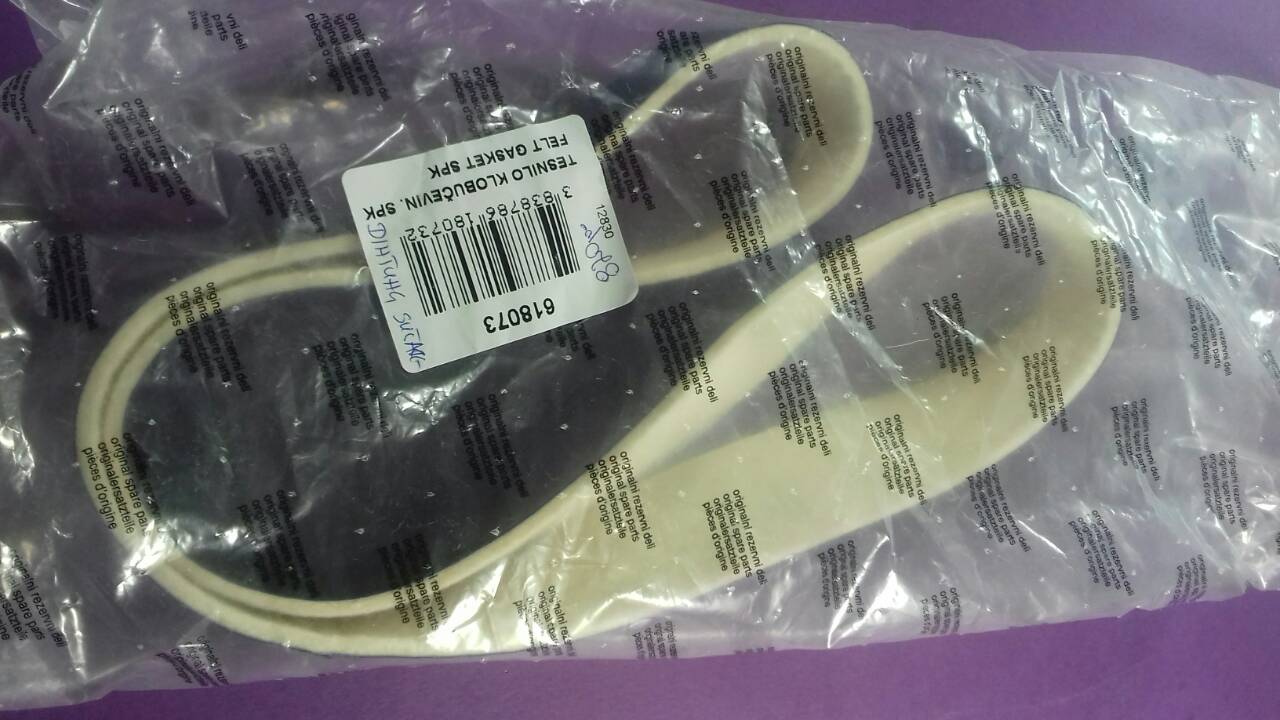 618073
3 838786 180732
TESNILO KLOBUČEVIN. SPK
FELT GASKET SPK
12830
originalni rezervni deli
original spare parts
originalersatzteile
pièces d'origine